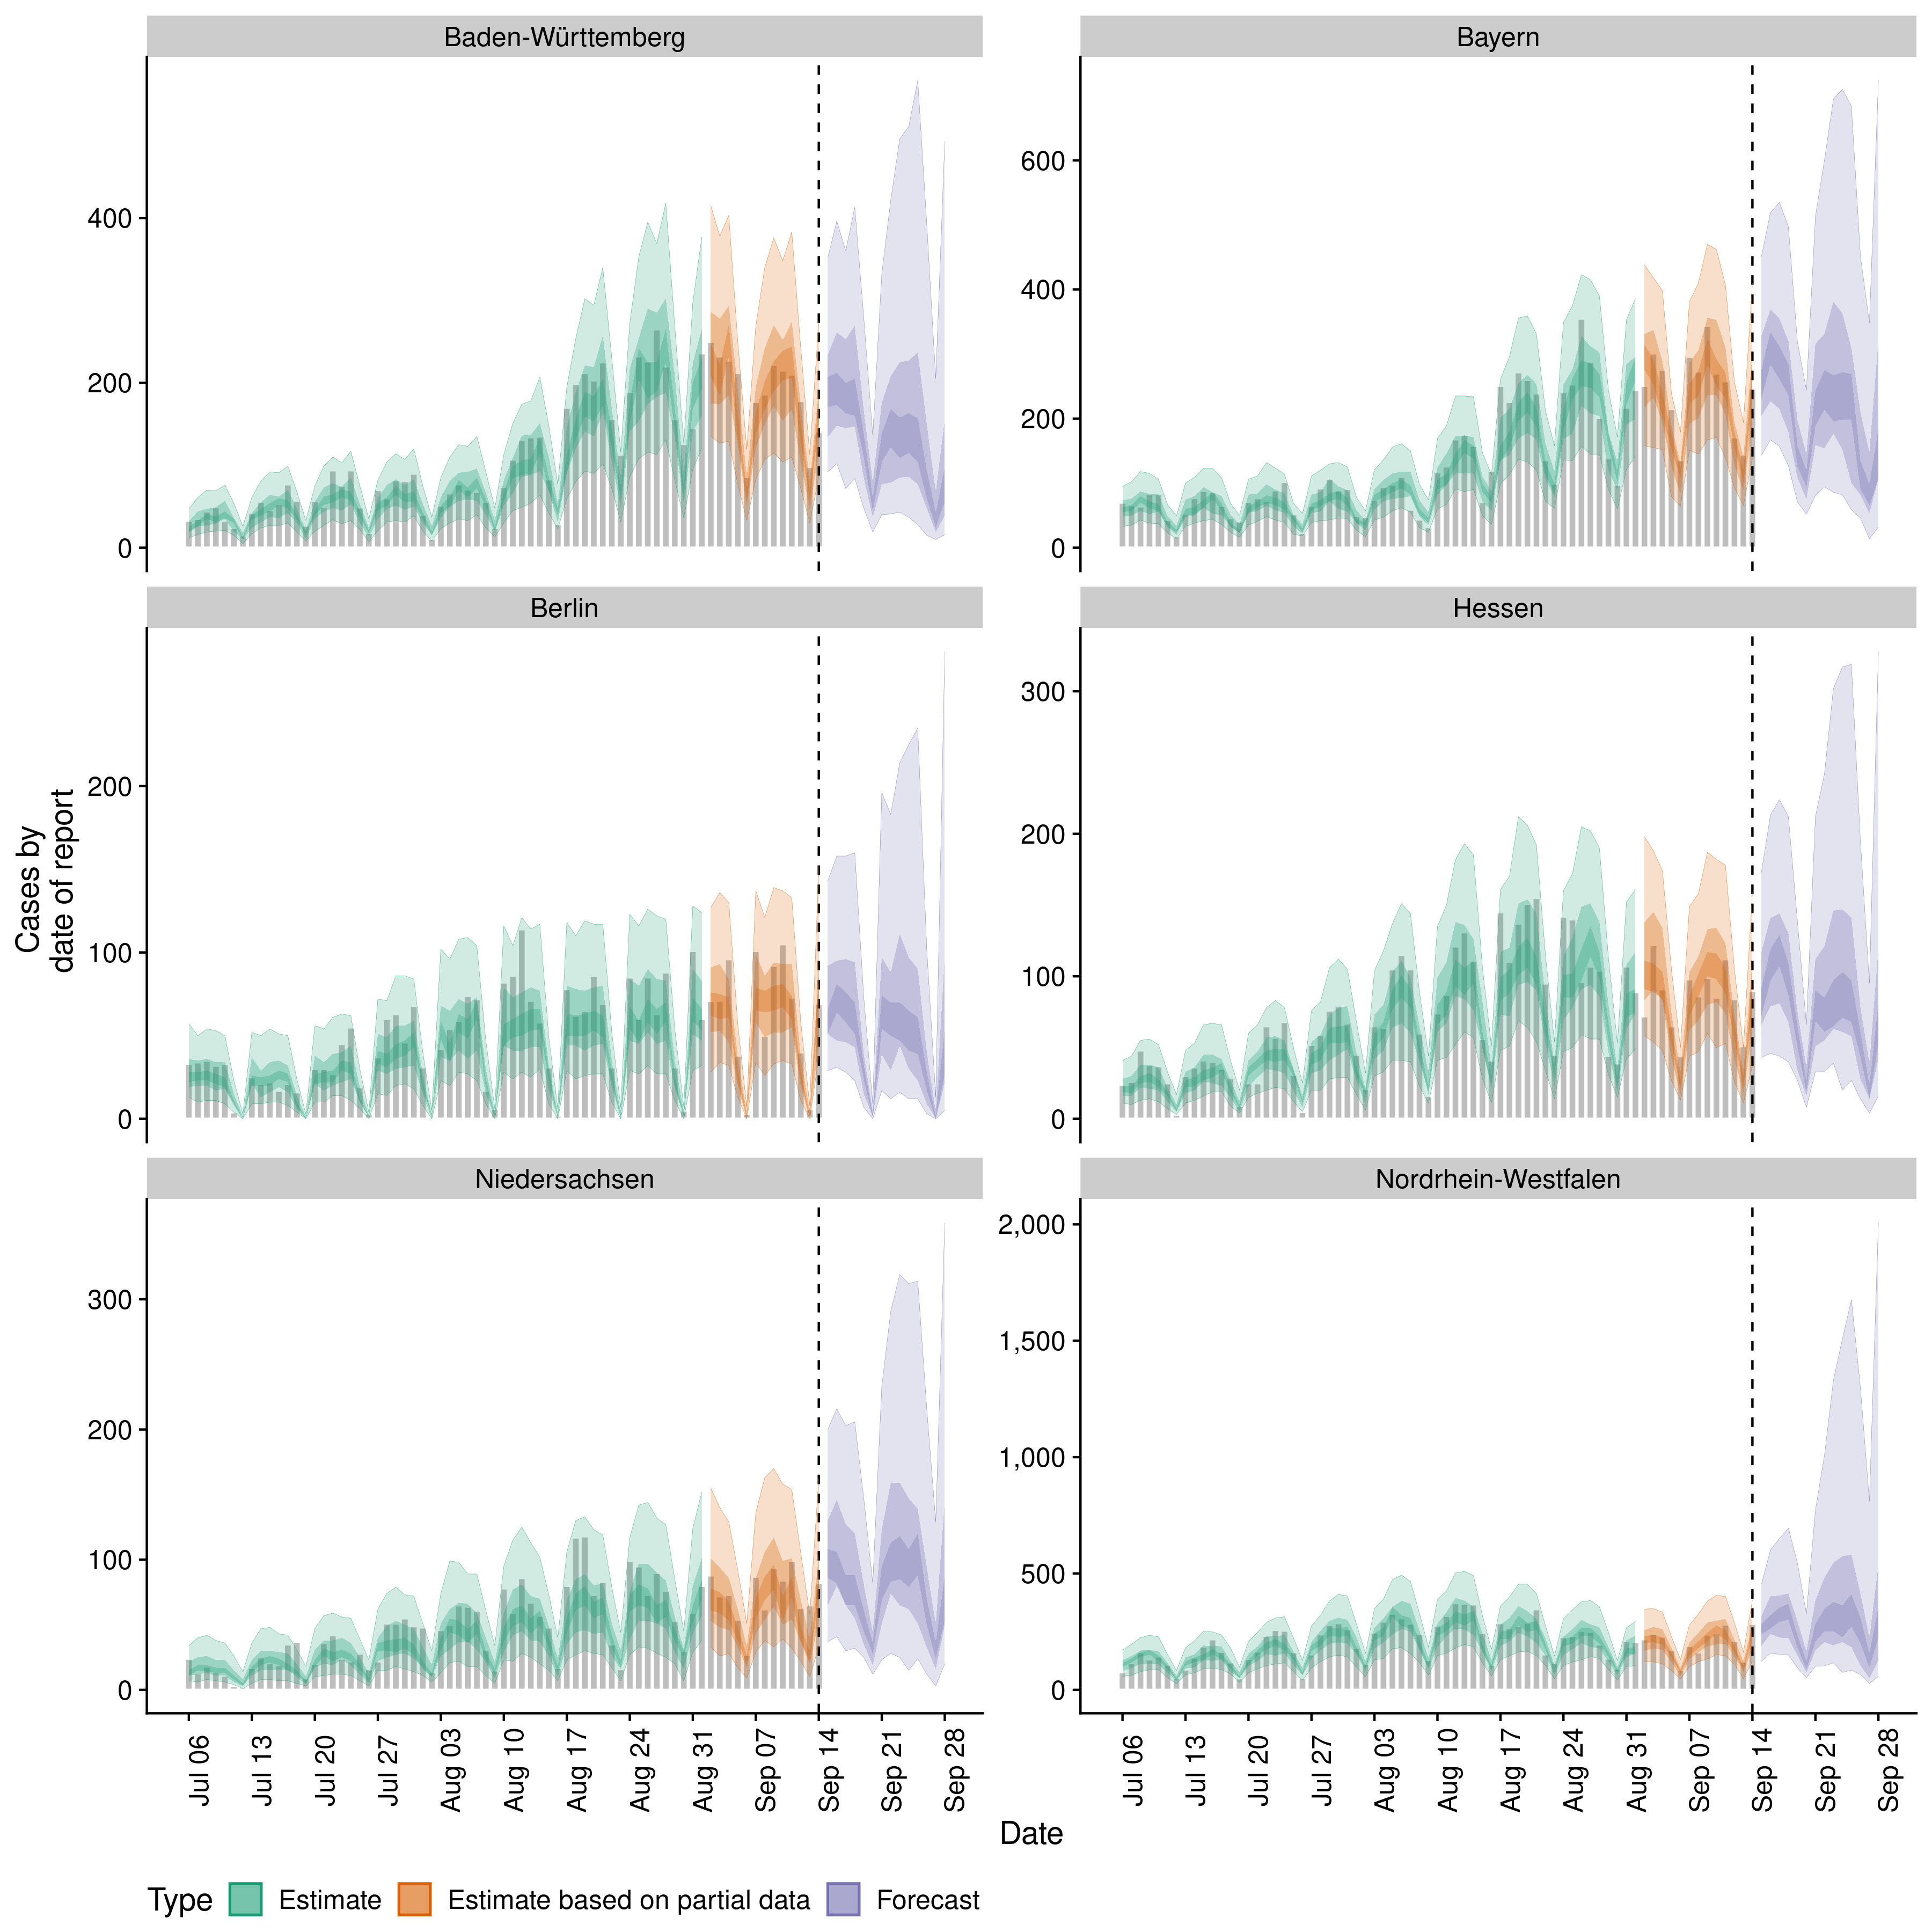 Baden-Württemberg
Bayern
400
200
0
600
400
200
0
Berlin
Hessen
200
100
0
300
200
100
0
Cases by
date of report
Niedersachsen
Nordrhein-Westfalen
300
200
100
0
2,000
1,500
1,000
500
0
Jul 06
Jul 13
Jul 20
Jul 27
Aug 03
Aug 10
Aug 17
Aug 24
Aug 31
Sep 07
Sep 14
Sep 21
Sep 28
Jul 06
Jul 13
Jul 20
Jul 27
Aug 03
Aug 10
Aug 17
Aug 24
Aug 31
Sep 07
Sep 14
Sep 21
Sep 28
Date
Type Estimate Estimate based on partial data Forecast